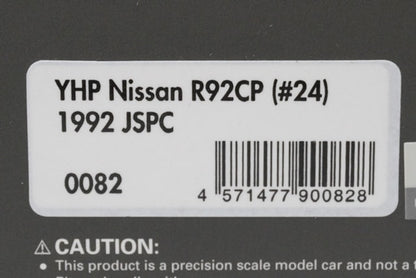 YHP Nissan R92CP (#24)
1992 JSPC
0082
4 571477 900828
⚠CAUTION:
• This product is a precision scale model car and not a